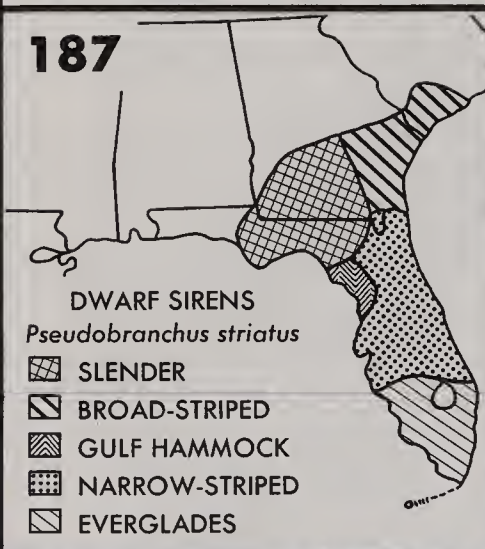 187
DWARF SIRENS
Pseudobranchus striatus
SLENDER
BROAD-STRIPED
GULF HAMMOCK
NARROW-STRIPED
EVERGLADES